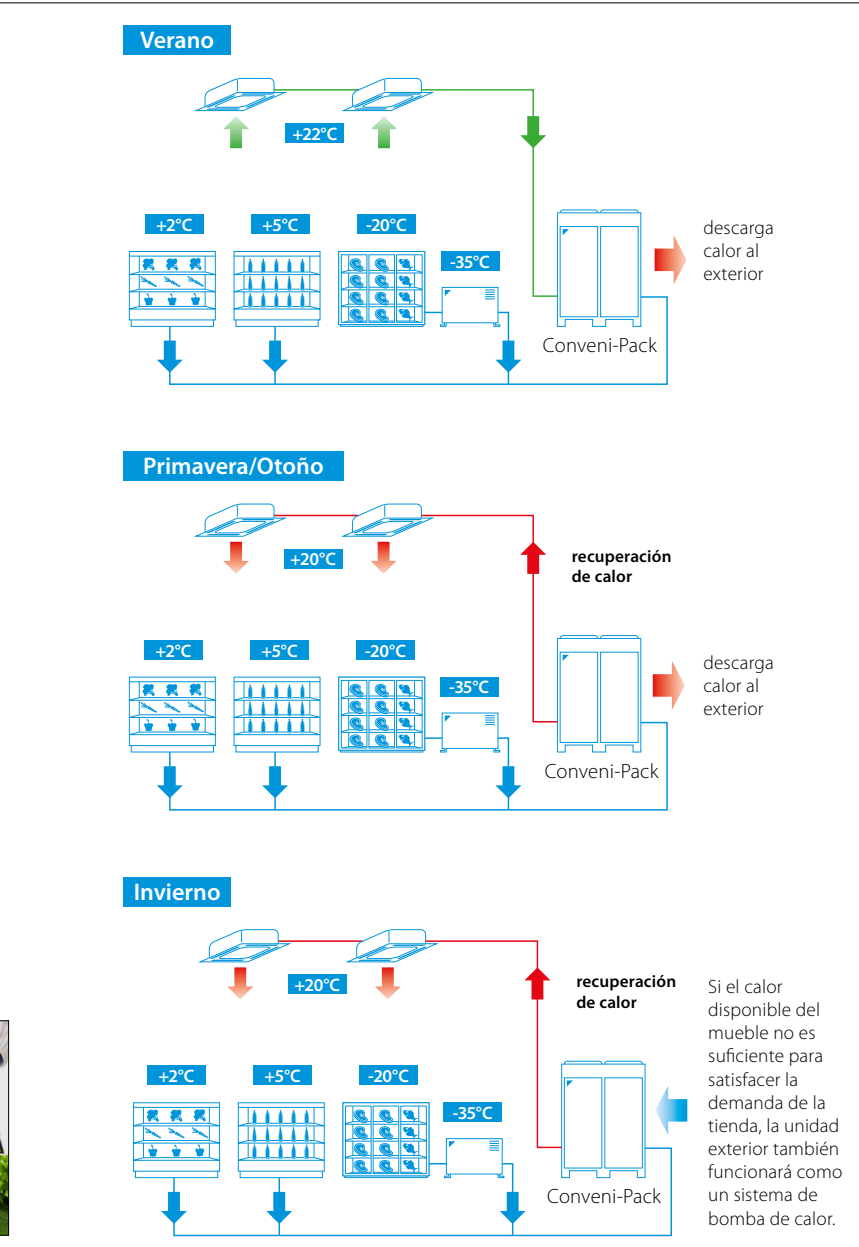 Verano
+22°C
+2°C
+5°C
-20°C
-35°C
descarga
calor al
exterior
Conveni-Pack
Primavera/Otoño
+20°C
recuperación
de calor
+2°C
+5°C
-20°C
-35°C
descarga
calor al
exterior
Conveni-Pack
Invierno
+20°C
recuperación
de calor
Si el calor
disponible del
mueble no es
suficiente para
satisfacer la
demanda de la
tienda, la unidad
exterior también
funcionará como
un sistema de
bomba de calor.
+2°C
+5°C
-20°C
-35°C
Conveni-Pack